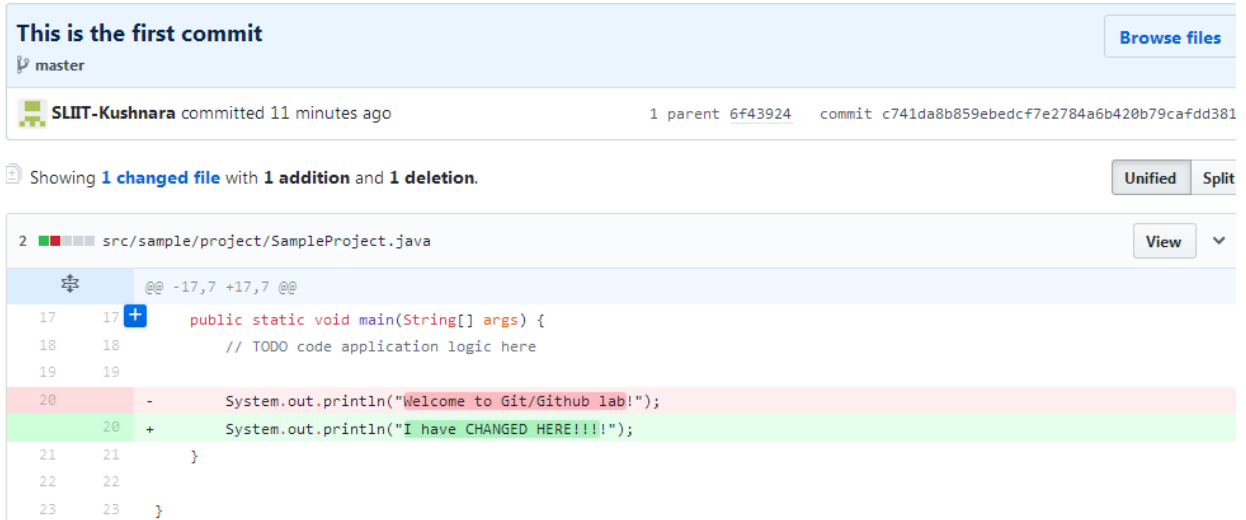 This is the first commit
Browse files
master
SLIIT-Kushnara committed 11 minutes ago 1 parent 6f43924 commit c741da8b859ebedcf7e2784a6b420b79cafdd381
Showing 1 changed file with 1 addition and 1 deletion. Unified Split
2 src/sample/project/SampleProject.java View
@@ -17,7 +17,7 @@
17 17 + public static void main(String[] args) {
18 18 // TODO code application logic here
19 19
20 - System.out.println("Welcome to Git/Github lab!");
20 + System.out.println("I have CHANGED HERE!!!!");
21 21 }
22 22
23 23 }